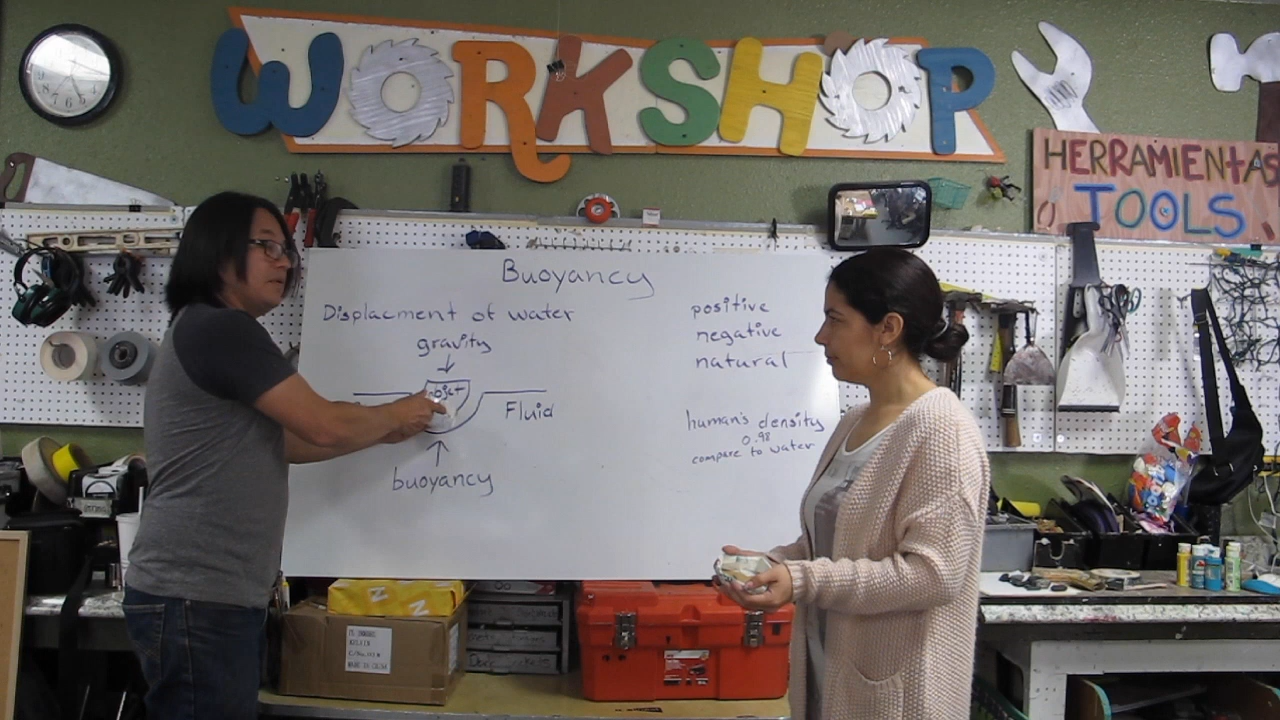 WORKSHOP
HERRAMIENTAS
TOOLS
Buoyancy
Displacment of water
gravity
object
Fluid
buoyancy
positive
negative
natural
human's density
0.98
compare to water